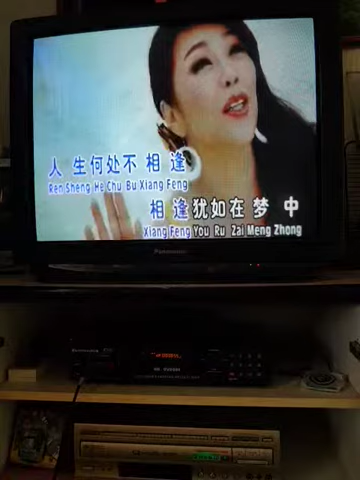 人生何处不相逢
Ren Sheng He Chu Bu Xiang Feng
相逢犹如在梦中
Xiang Feng You Ru Zai Meng Zhong
Panasonic